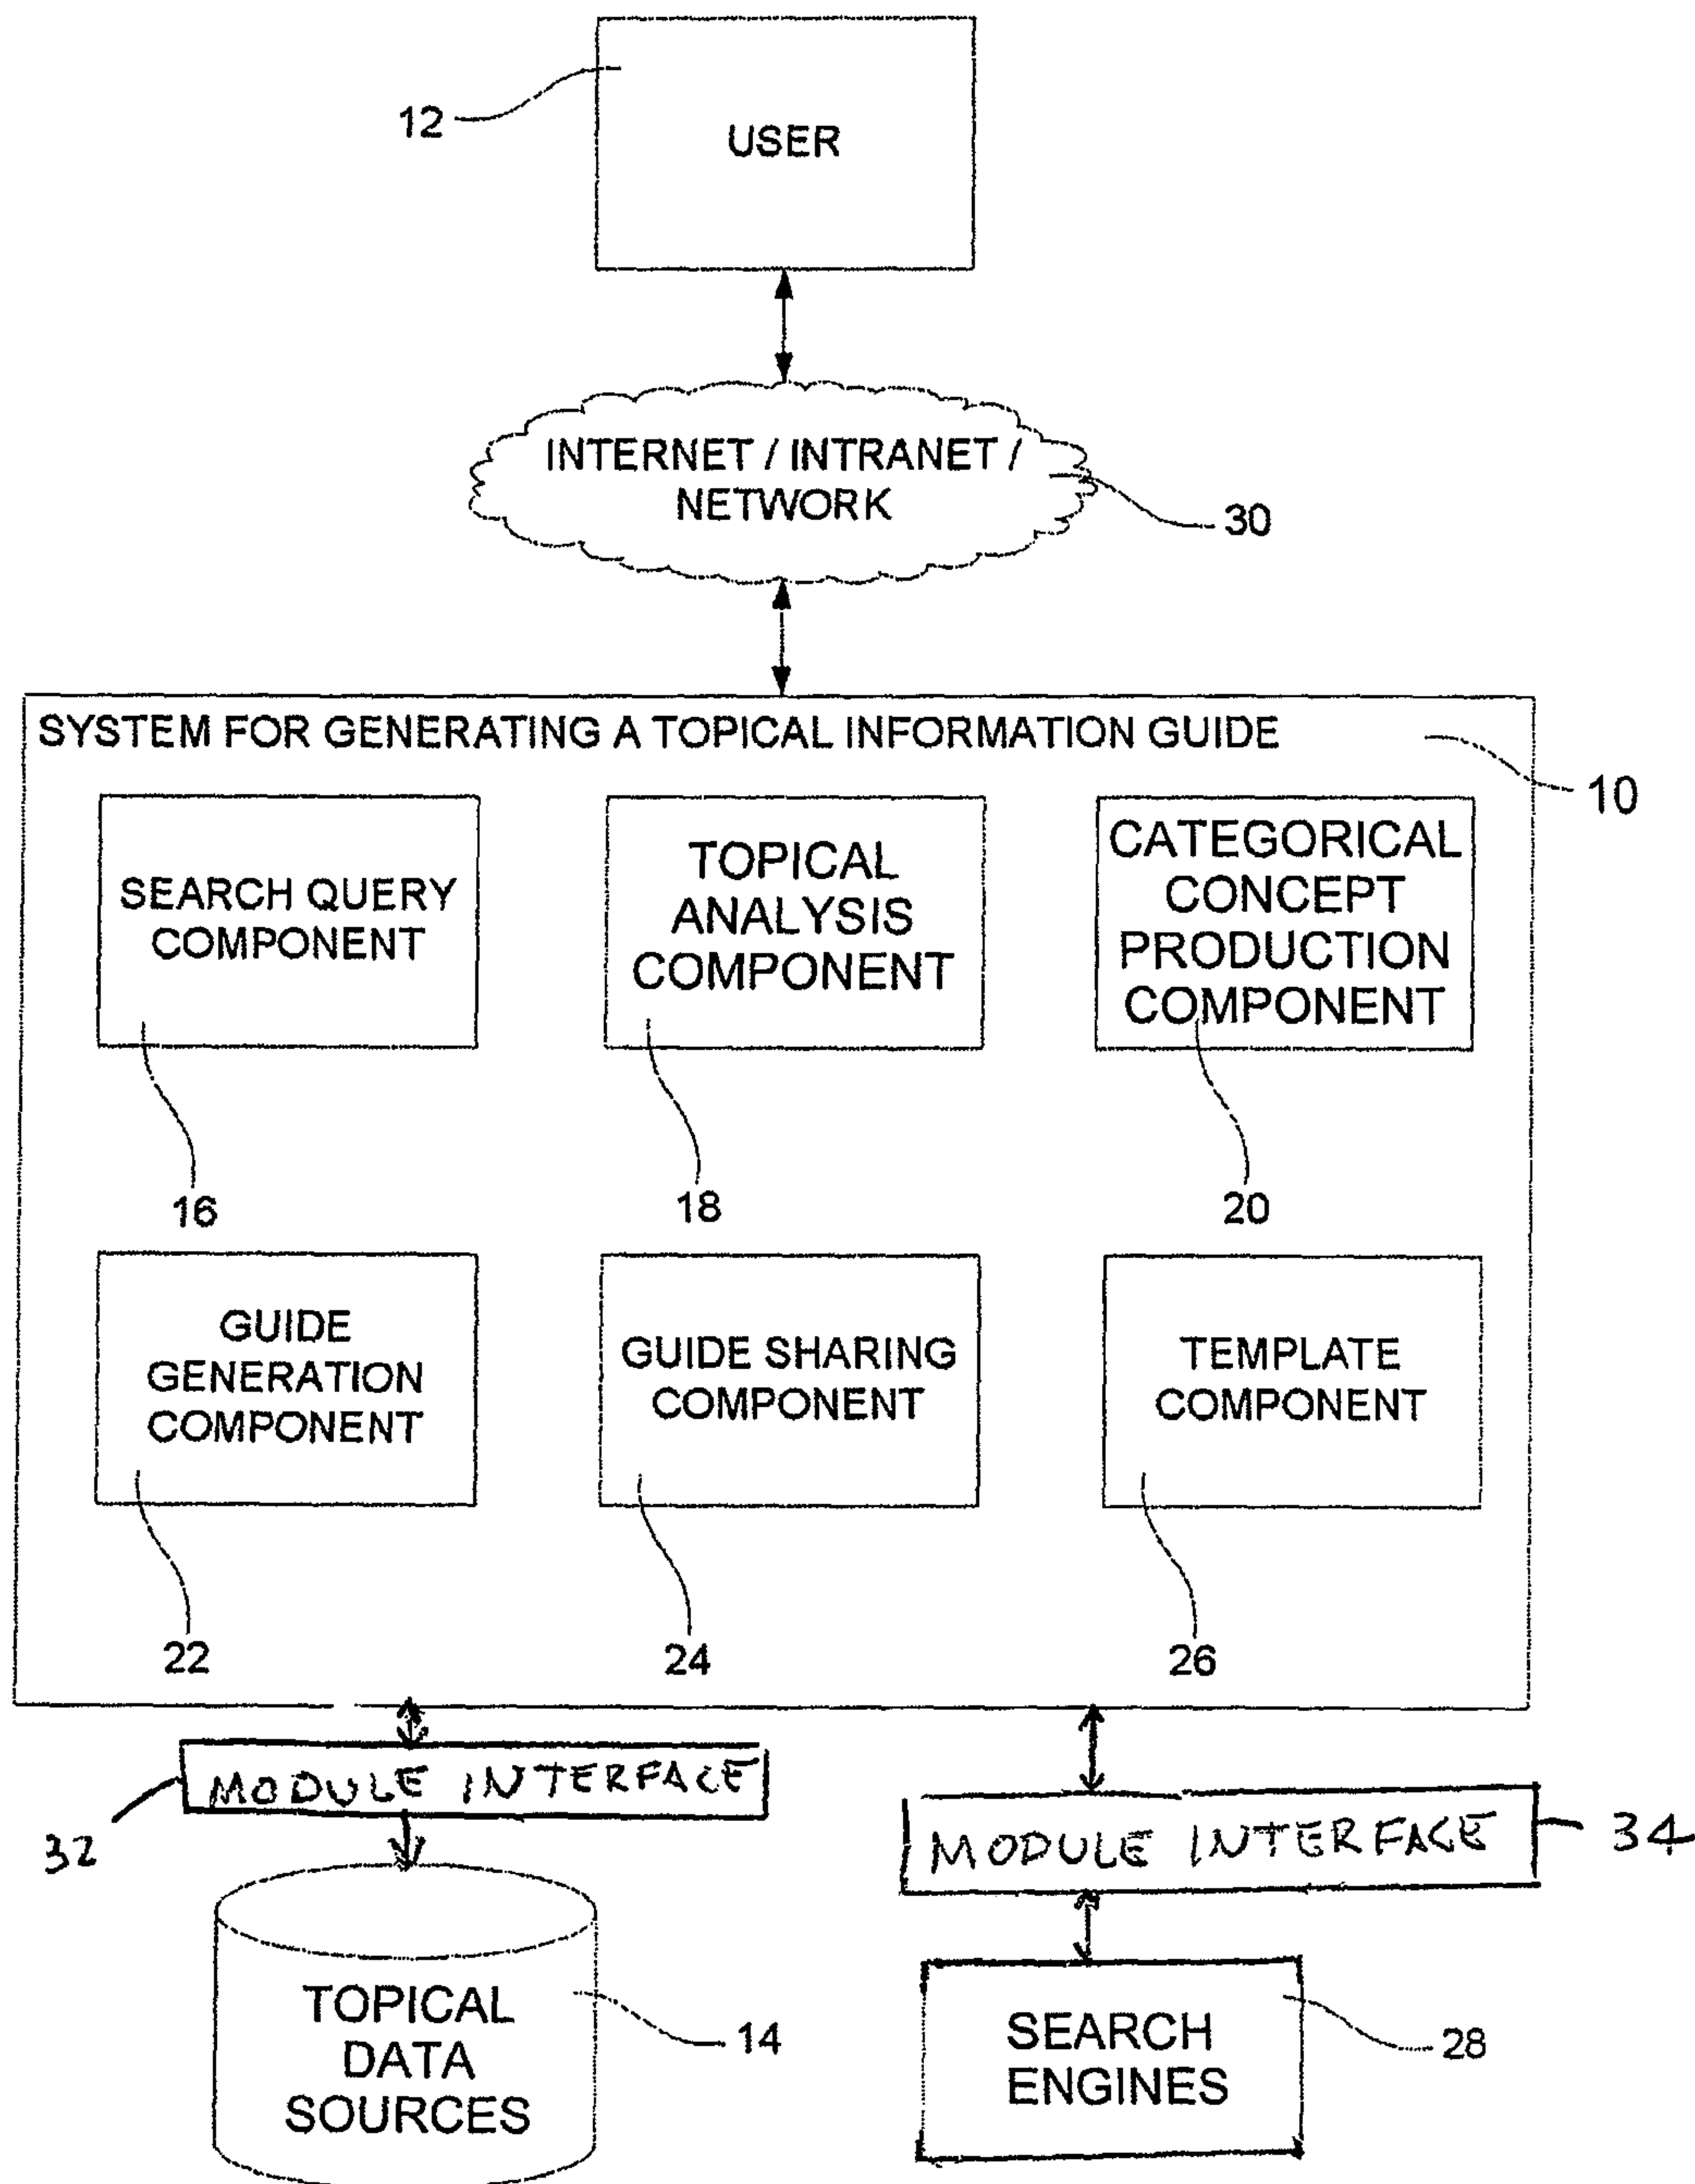 12
USER
INTERNET / INTRANET /
NETWORK
30
SYSTEM FOR GENERATING A TOPICAL INFORMATION GUIDE
10
SEARCH QUERY
COMPONENT
16
TOPICAL
ANALYSIS
COMPONENT
18
CATEGORICAL
CONCEPT
PRODUCTION
COMPONENT
20
GUIDE
GENERATION
COMPONENT
22
GUIDE SHARING
COMPONENT
24
TEMPLATE
COMPONENT
26
MODULE INTERFACE
32
MODULE INTERFACE
34
TOPICAL
DATA
SOURCES
14
SEARCH
ENGINES
28